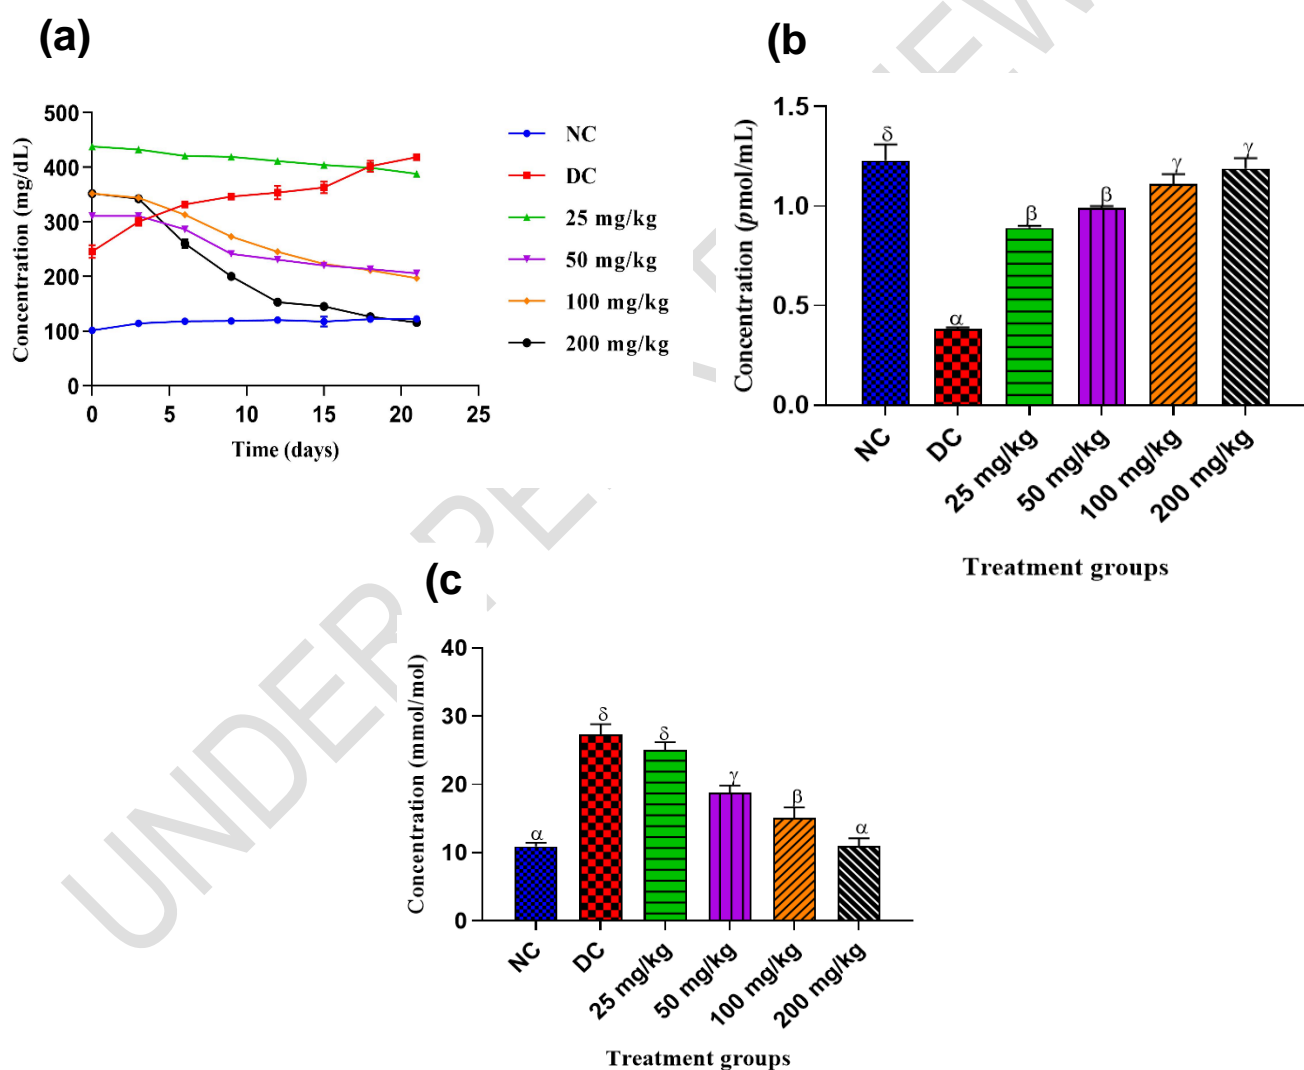 (a)
500
400
300
200
100
0
Concentration (mg/dL)
0 5 10 15 20 25
Time (days)
NC
DC
25 mg/kg
50 mg/kg
100 mg/kg
200 mg/kg
(b)
1.5
1.0
0.5
0.0
Concentration (pmol/mL)
δ α β β γ γ
NC DC 25 mg/kg 50 mg/kg 100 mg/kg 200 mg/kg
Treatment groups
(c
40
30
20
10
0
Concentration (mmol/mol)
α δ δ γ β α
NC DC 25 mg/kg 50 mg/kg 100 mg/kg 200 mg/kg
Treatment groups
UNDER PE
EW